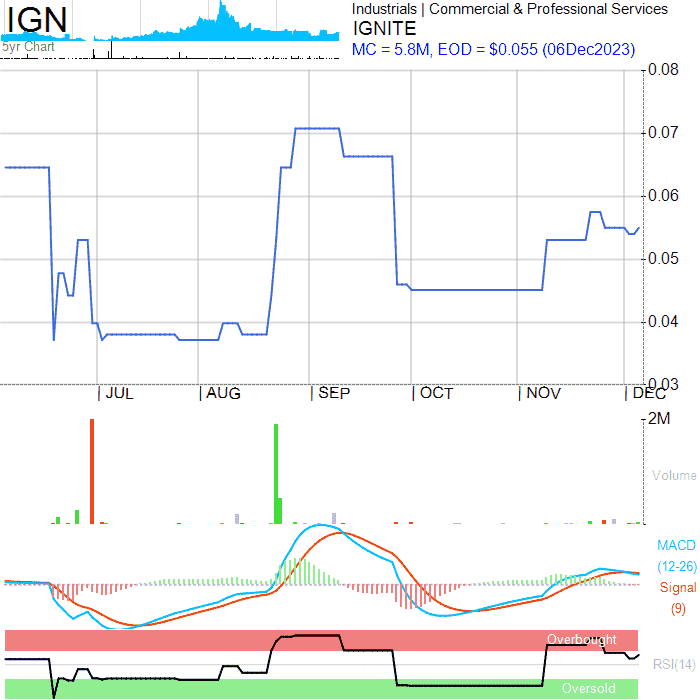 IGN
5yr Chart
Industrials | Commercial & Professional Services
IGNITE
MC = 5.8M, EOD = $0.055 (06Dec2023)
0.08
0.07
0.06
0.05
0.04
0.03
| JUL | AUG | SEP | OCT | NOV | DEC
2M
Volume
MACD
(12-26)
Signal
(9)
Overbought
RSI(14)
Oversold